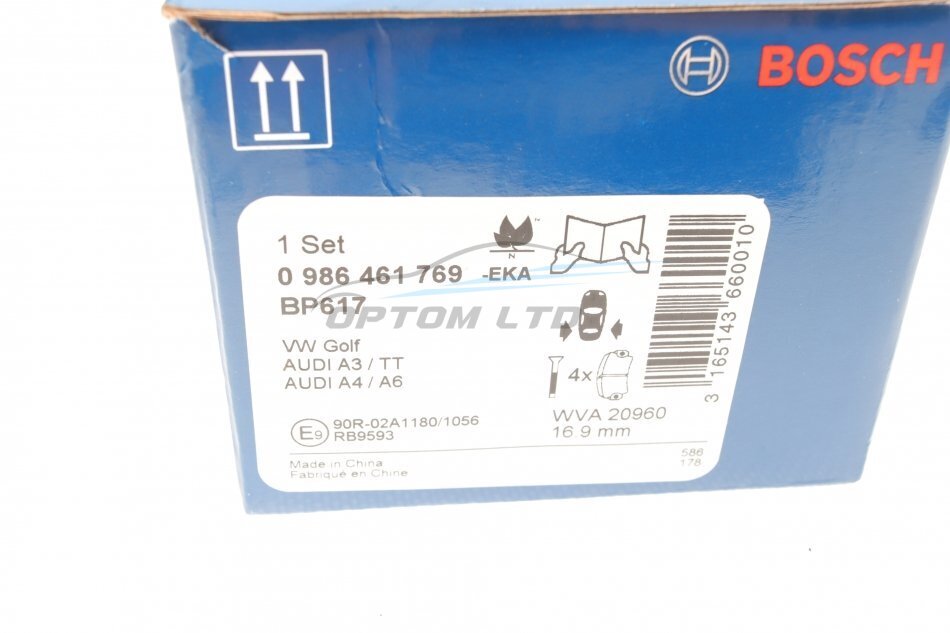 BOSCH
1 Set
0 986 461 769 -EKA
BP617
OPTOM LTD
VW Golf
AUDI A3 / TT
AUDI A4 / A6
4x
E9
90R-02A1180/1056
RB9593
WVA 20960
16.9 mm
Made in China
Fabriqué en Chine
586
178
3 165143 660010